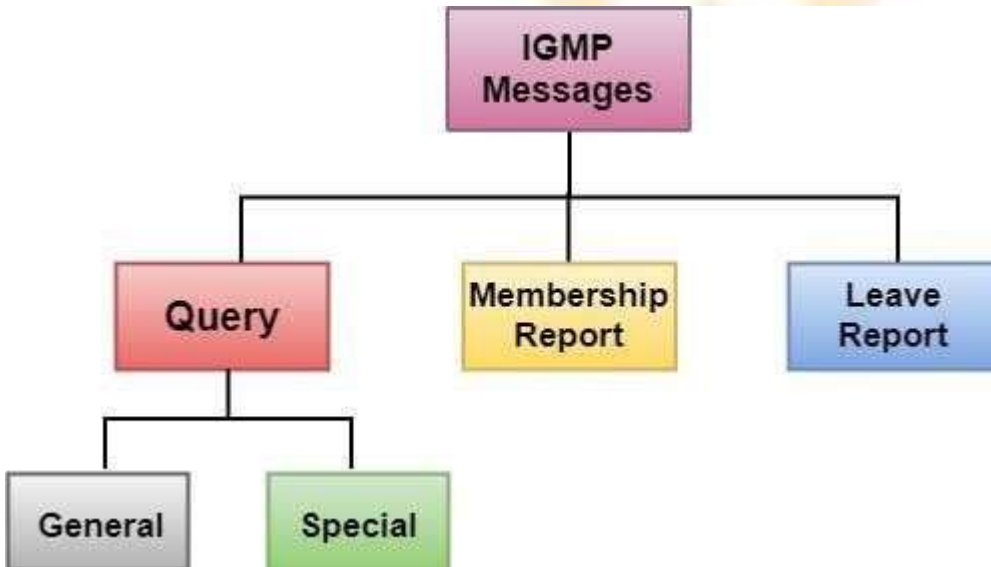 IGMP
Messages
Query
Membership
Report
Leave
Report
General
Special